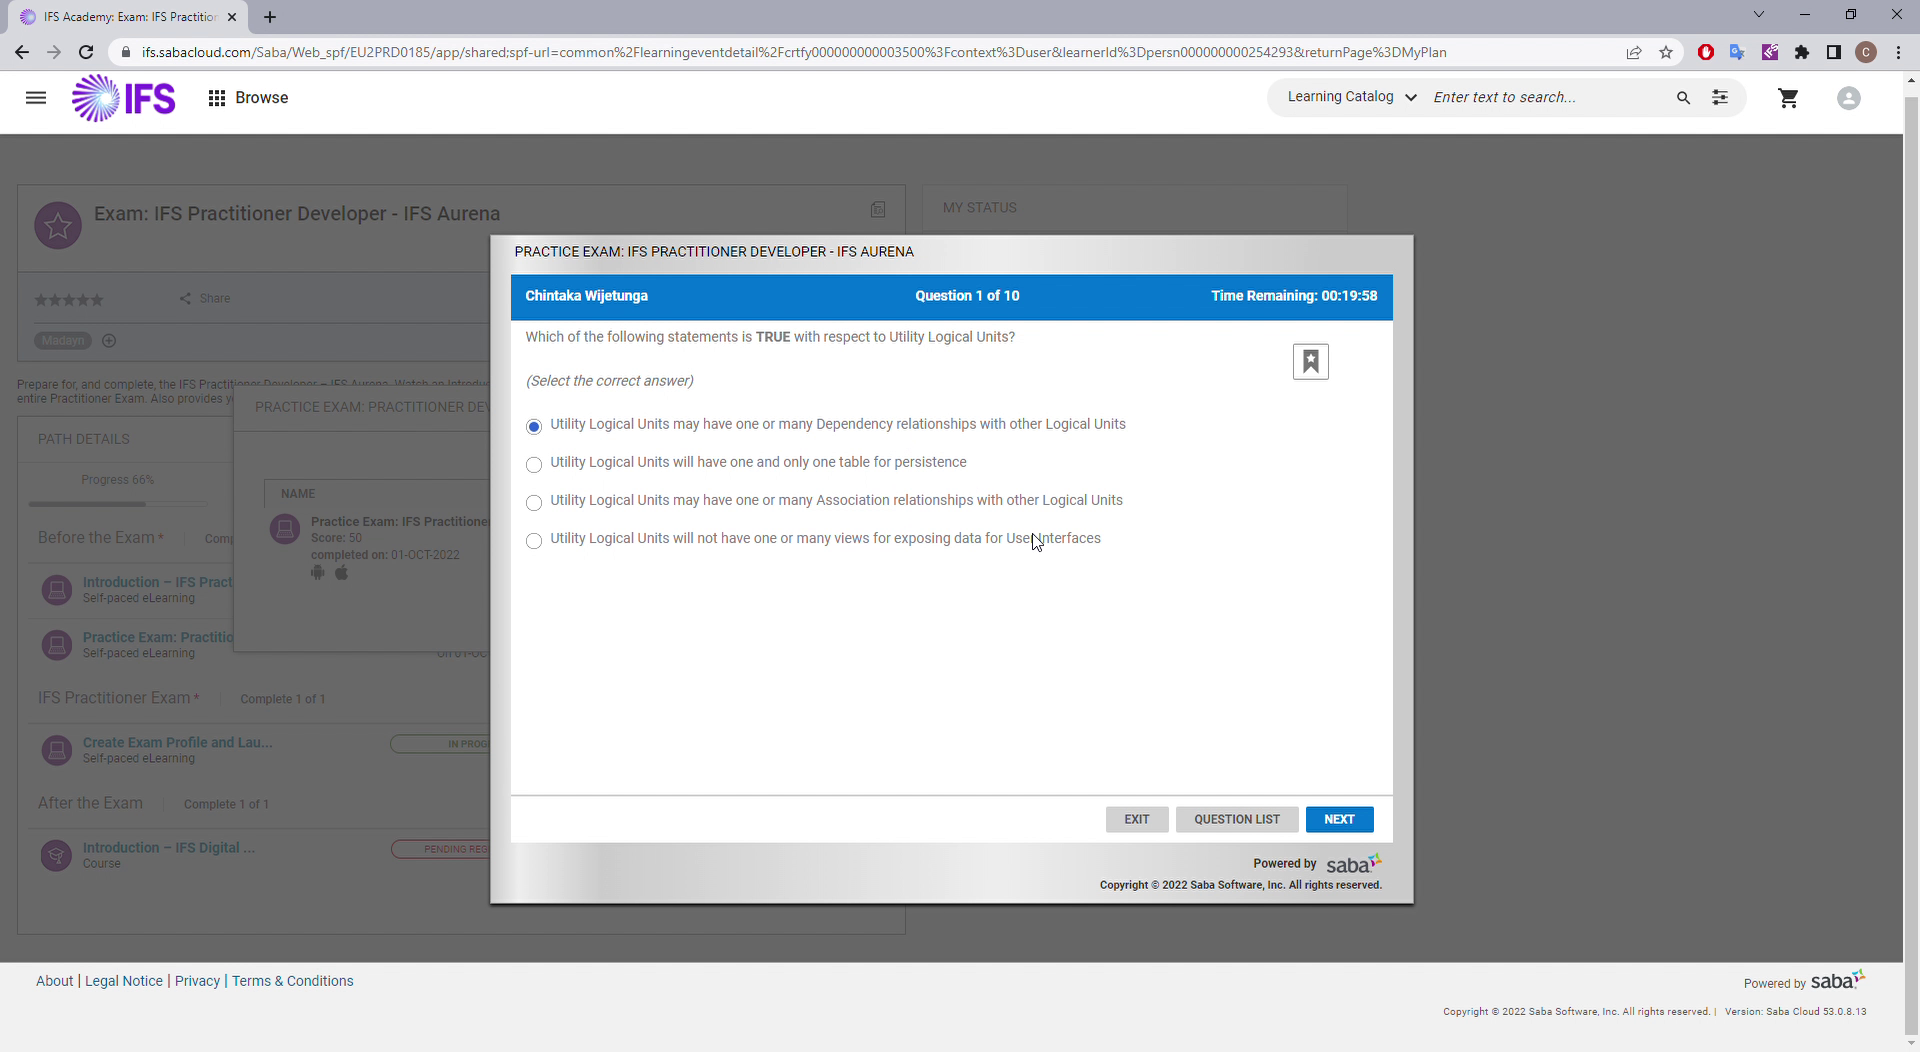 IFS Academy: Exam: IFS Practition
ifs.sabacloud.com/Saba/Web_spf/EU2PRD0185/app/shared;spf-url=common%2Flearningeventdetail%2Fcrtfy000000000003500%3Fcontext%3Duser&learnerId%3Dpersn000000000254293&returnPage%3DMyPlan
C
IFS
Browse
Learning Catalog
Enter text to search...
Exam: IFS Practitioner Developer - IFS Aurena
MY STATUS
Share
Madayn
Prepare for, and complete, the IFS Practitioner Developer – IFS Aurena. Watch an Introdu
entire Practitioner Exam. Also provides y
PRACTICE EXAM: PRACTITIONER DEV
PATH DETAILS
Progress 66%
NAME
Practice Exam: IFS Practitione
Score: 50
completed on: 01-OCT-2022
Before the Exam *
Comp
Introduction – IFS Pract
Self-paced eLearning
Practice Exam: Practitio
Self-paced eLearning
On 01-OC
IFS Practitioner Exam *
Complete 1 of 1
Create Exam Profile and Lau...
Self-paced eLearning
IN PROG
After the Exam
Complete 1 of 1
Introduction – IFS Digital ...
Course
PENDING REG
PRACTICE EXAM: IFS PRACTITIONER DEVELOPER - IFS AURENA
Chintaka Wijetunga
Question 1 of 10
Time Remaining: 00:19:58
Which of the following statements is TRUE with respect to Utility Logical Units?
(Select the correct answer)
Utility Logical Units may have one or many Dependency relationships with other Logical Units
Utility Logical Units will have one and only one table for persistence
Utility Logical Units may have one or many Association relationships with other Logical Units
Utility Logical Units will not have one or many views for exposing data for User Interfaces
EXIT
QUESTION LIST
NEXT
Powered by saba
Copyright © 2022 Saba Software, Inc. All rights reserved.
About | Legal Notice | Privacy | Terms & Conditions
Powered by saba
Copyright © 2022 Saba Software, Inc. All rights reserved. | Version: Saba Cloud 53.0.8.13